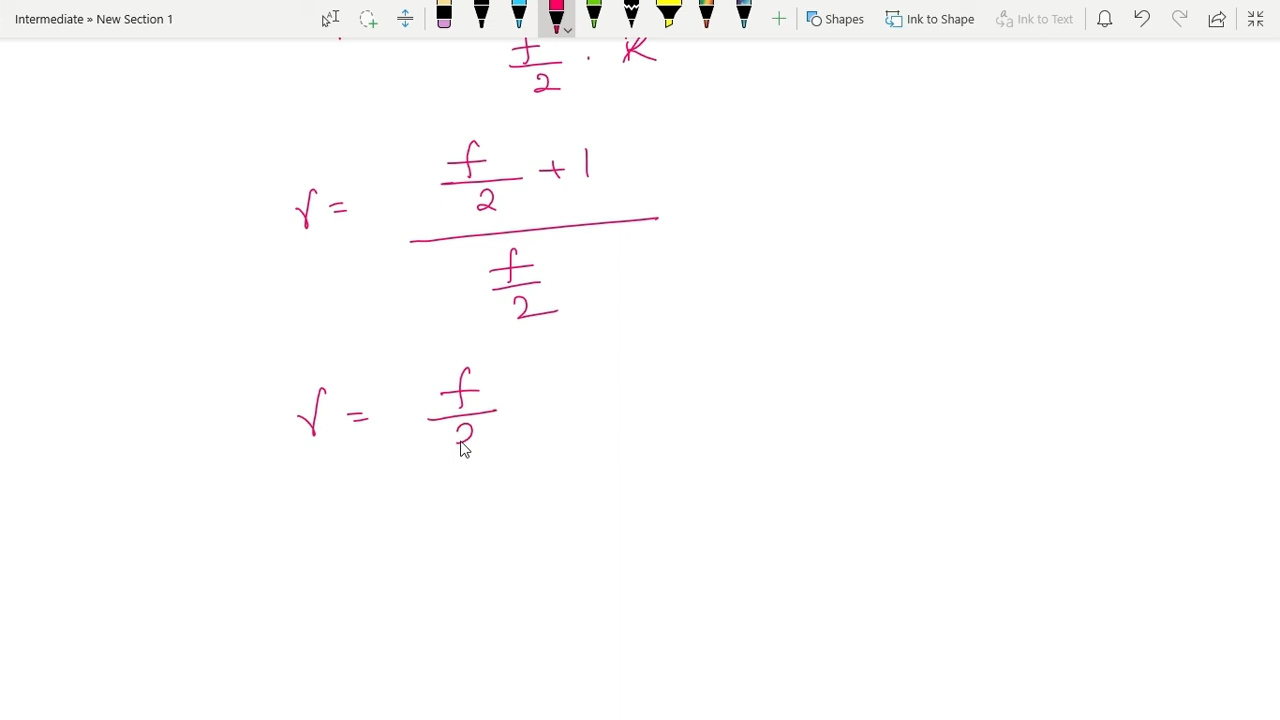 Intermediate » New Section 1
Shapes
Ink to Shape
Ink to Text
f/2 · R
γ = (f/2 + 1) / (f/2)
γ = f/2